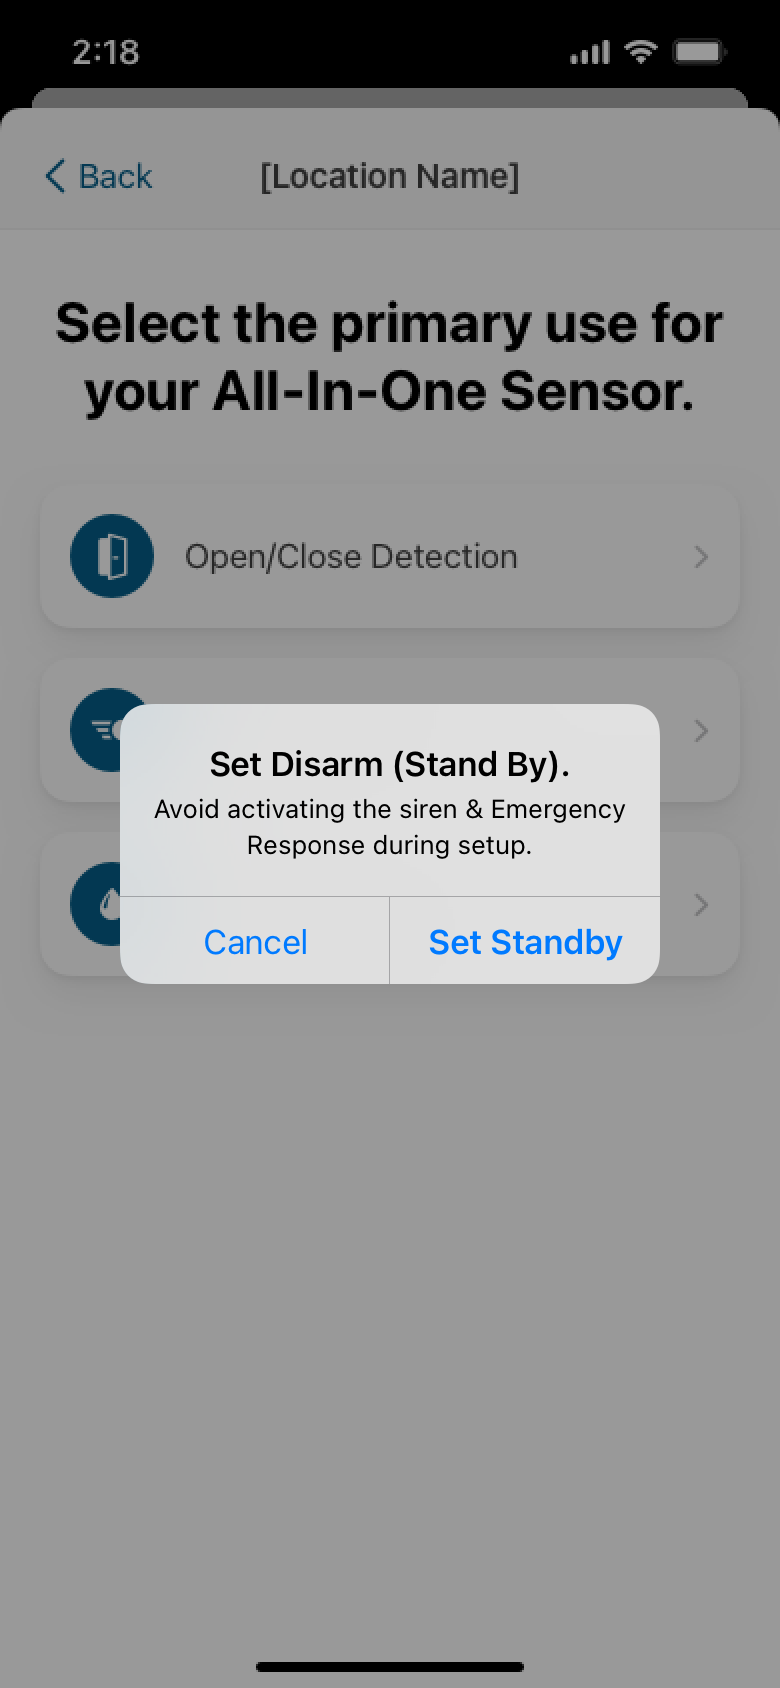 2:18
Back
[Location Name]
Select the primary use for
your All-In-One Sensor.
Open/Close Detection
Set Disarm (Stand By).
Avoid activating the siren & Emergency
Response during setup.
Cancel
Set Standby